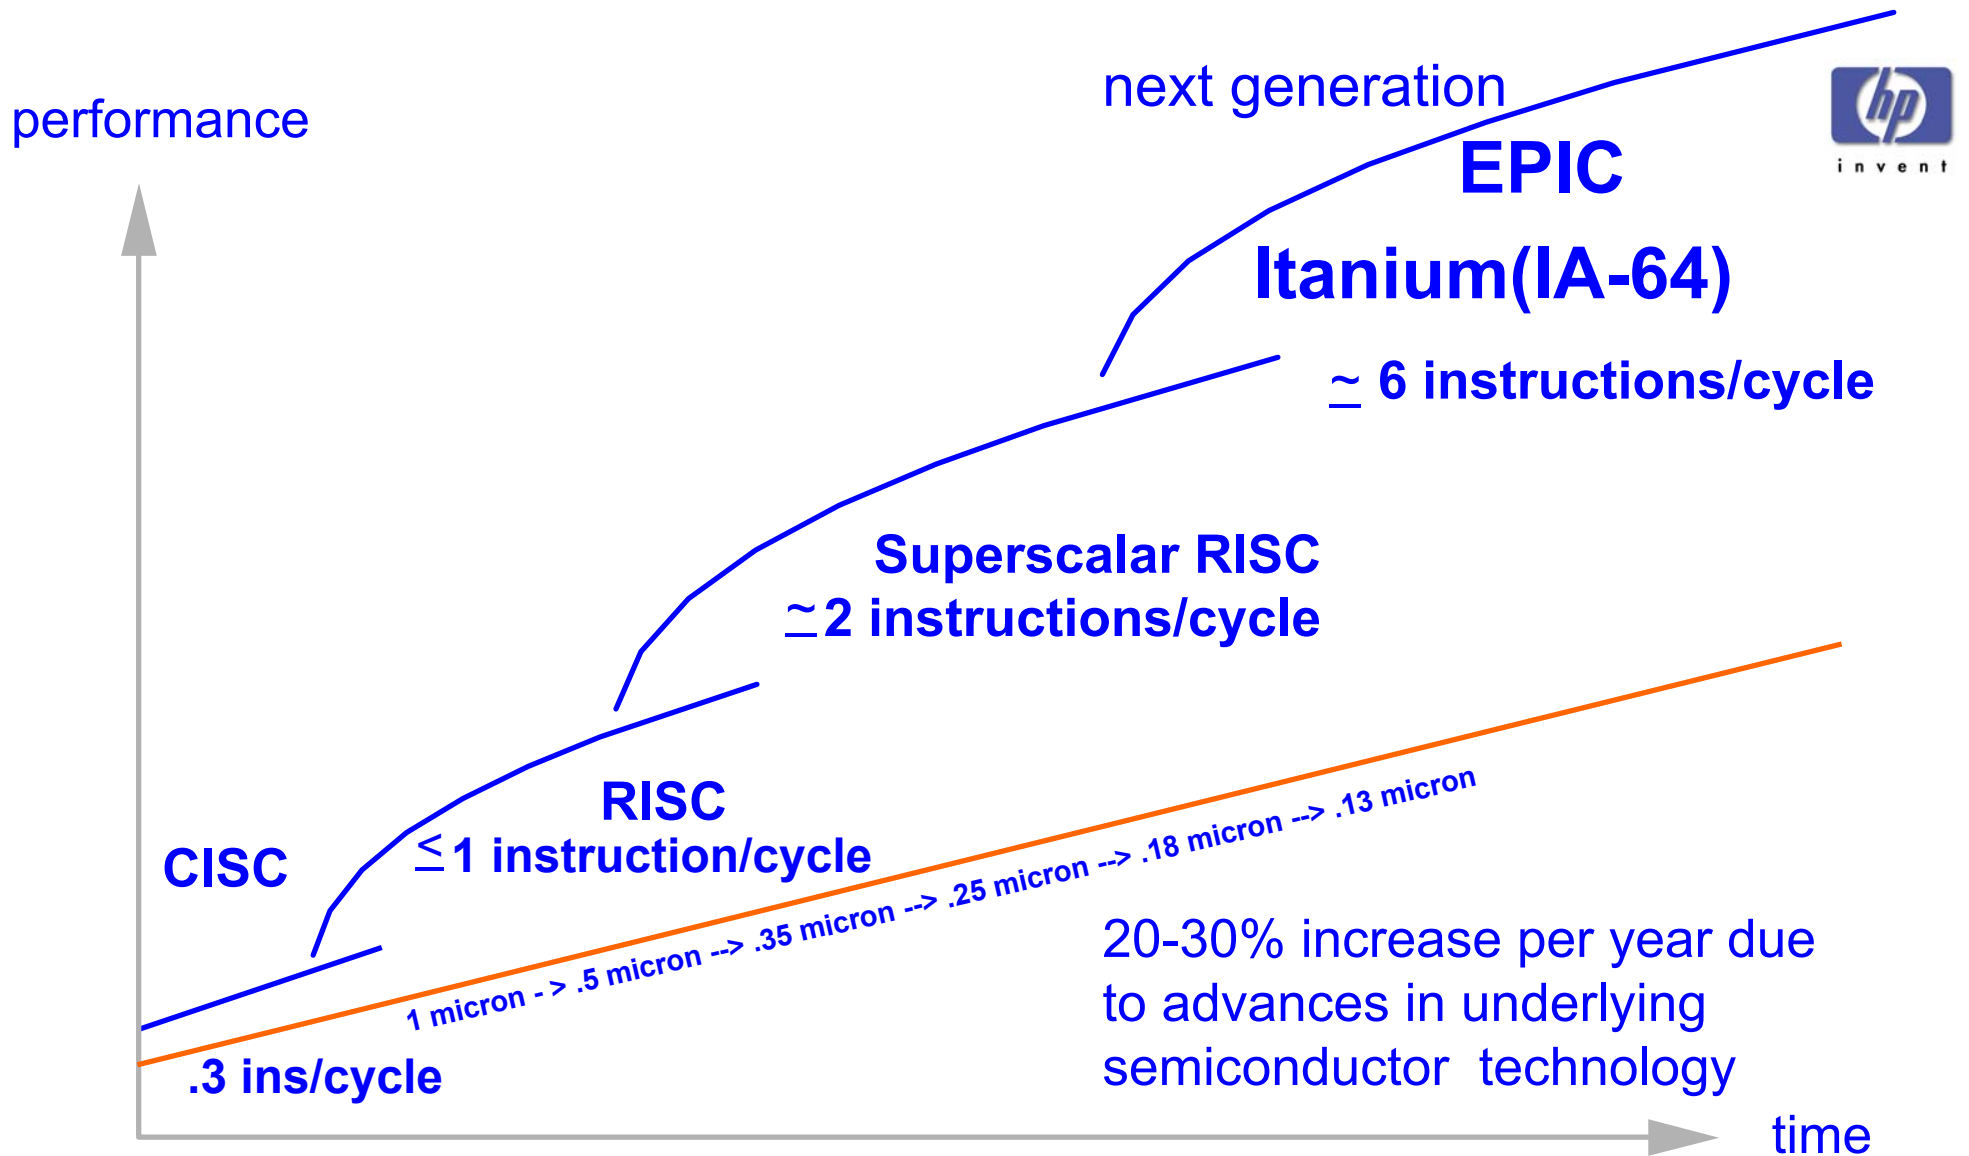 next generation
performance
hp
invent
EPIC
Itanium(IA-64)
~ 6 instructions/cycle
Superscalar RISC
~ 2 instructions/cycle
RISC
≤ 1 instruction/cycle
CISC
1 micron - > .5 micron --> .35 micron --> .25 micron --> .18 micron --> .13 micron
.3 ins/cycle
20-30% increase per year due
to advances in underlying
semiconductor technology
time